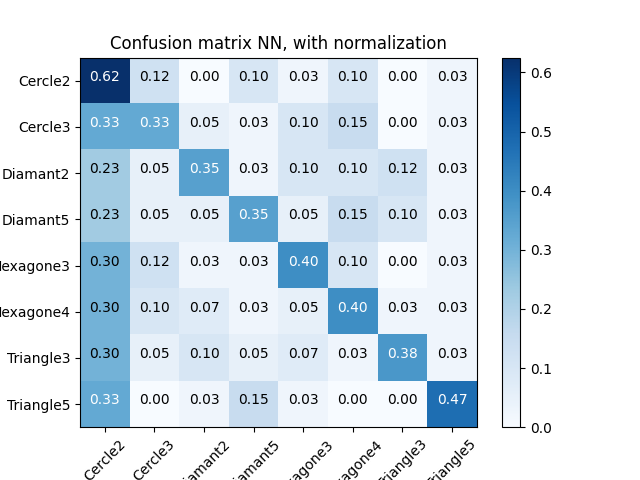 Confusion matrix NN, with normalization
Cercle2 0.62 0.12 0.00 0.10 0.03 0.10 0.00 0.03
Cercle3 0.33 0.33 0.05 0.03 0.10 0.15 0.00 0.03
Diamant2 0.23 0.05 0.35 0.03 0.10 0.10 0.12 0.03
Diamant5 0.23 0.05 0.05 0.35 0.05 0.15 0.10 0.03
exagone3 0.30 0.12 0.03 0.03 0.40 0.10 0.00 0.03
exagone4 0.30 0.10 0.07 0.03 0.05 0.40 0.03 0.03
Triangle3 0.30 0.05 0.10 0.05 0.07 0.03 0.38 0.03
Triangle5 0.33 0.00 0.03 0.15 0.03 0.00 0.00 0.47
Cercle2 Cercle3 iamant2 iamant5 xagone3 xagone4 Triangle3 Triangle5
0.6
0.5
0.4
0.3
0.2
0.1
0.0